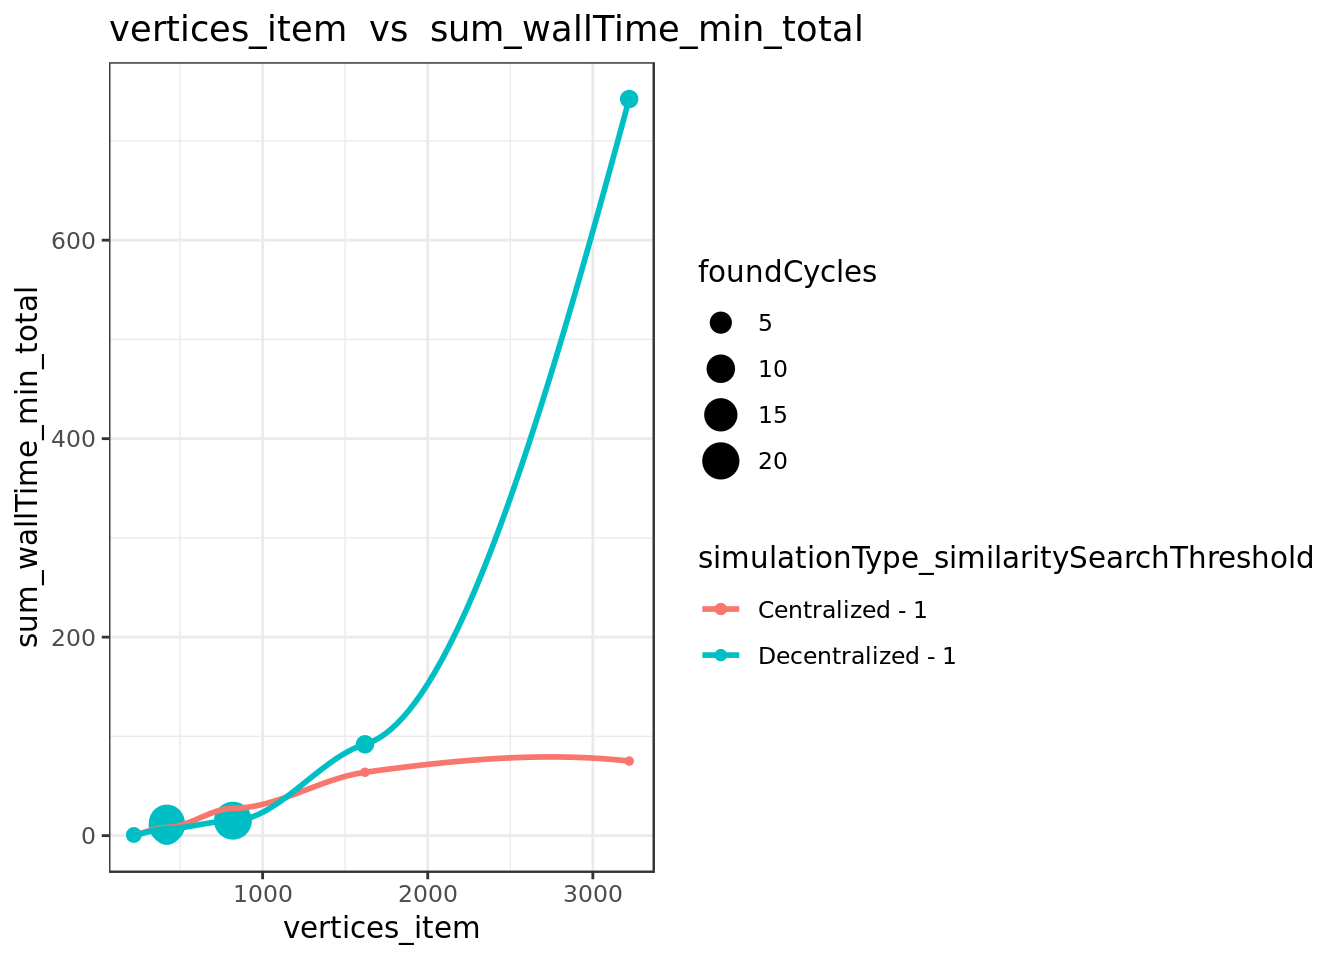 vertices_item  vs  sum_wallTime_min_total
sum_wallTime_min_total
600
400
200
0
1000
2000
3000
vertices_item
foundCycles
5
10
15
20
simulationType_similaritySearchThreshold
Centralized - 1
Decentralized - 1